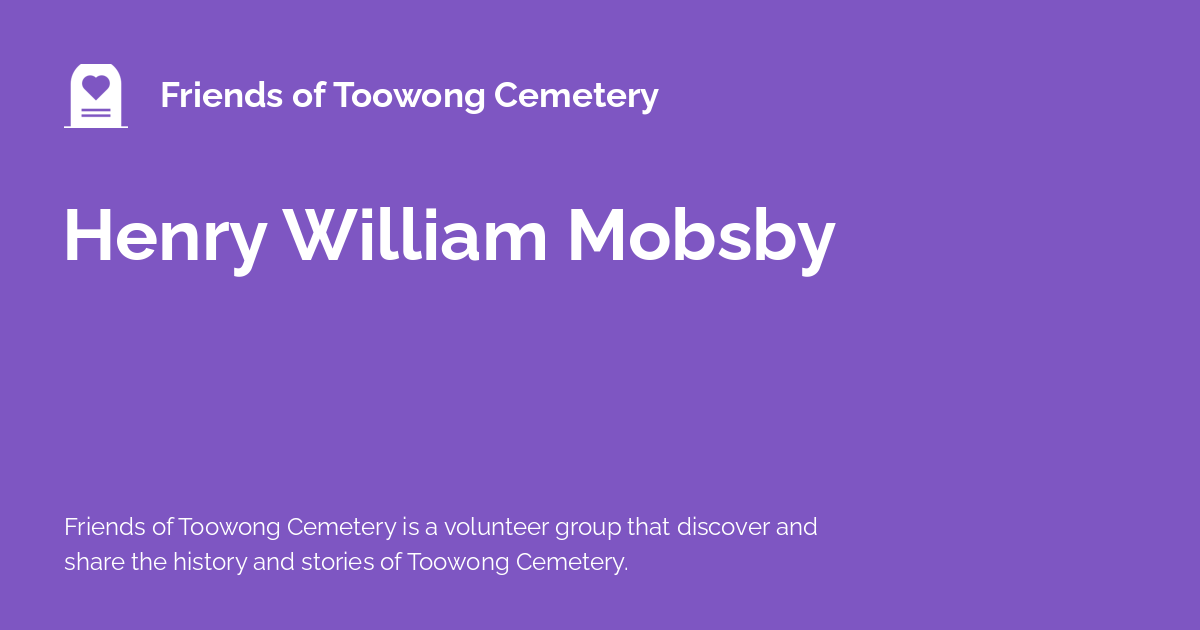 Friends of Toowong Cemetery
Henry William Mobsby
Friends of Toowong Cemetery is a volunteer group that discover and
share the history and stories of Toowong Cemetery.